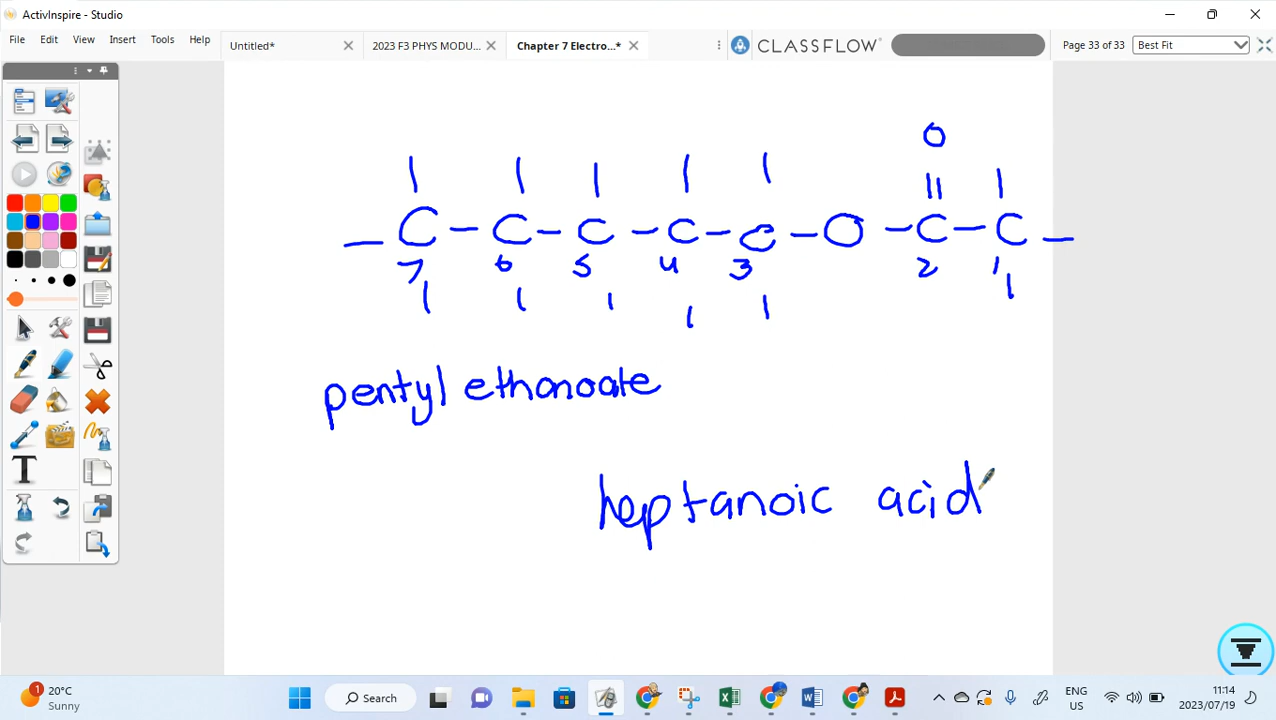 ActivInspire - Studio
File Edit View Insert Tools Help
Untitled* 2023 F3 PHYS MODU... Chapter 7 Electro...* CLASSFLOW Page 33 of 33 Best Fit
O
C - C - C - C - C - O - C - C
7 6 5 4 3 2 1
pentyl ethanoate
heptanoic acid
T
1 20°C
Sunny
Search
ENG
US
11:14
2023/07/19